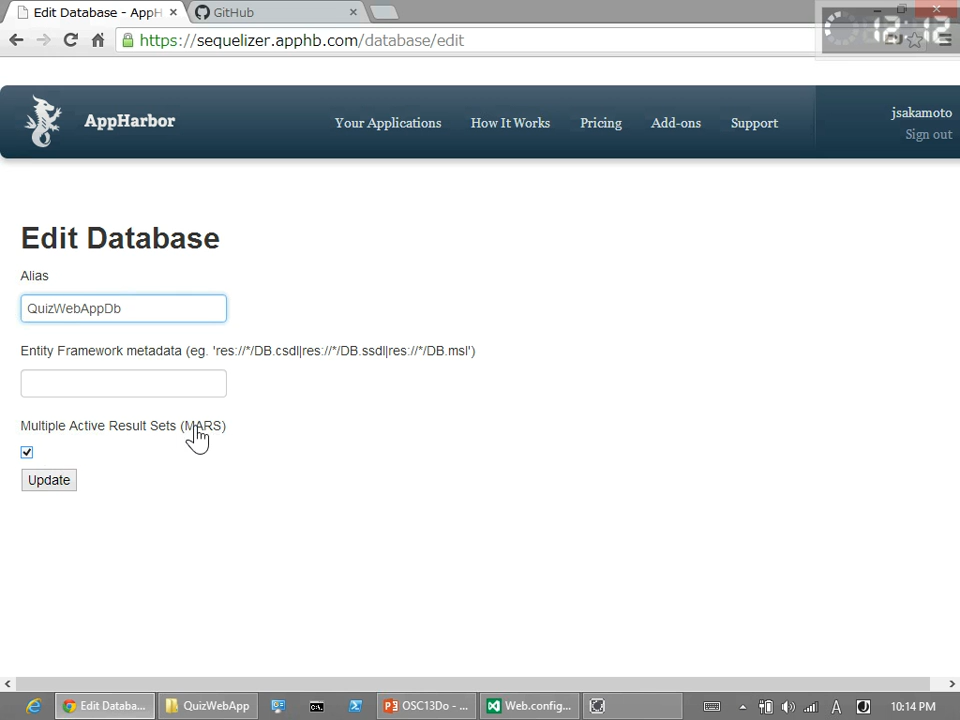 Edit Database - AppH
GitHub
https://sequelizer.apphb.com/database/edit
12:12
AppHarbor
Your Applications
How It Works
Pricing
Add-ons
Support
jsakamoto
Sign out
Edit Database
Alias
QuizWebAppDb
Entity Framework metadata (eg. 'res://*/DB.csdl|res://*/DB.ssdl|res://*/DB.msl')
Multiple Active Result Sets (MARS)
Update
Edit Databa...
QuizWebApp
OSC13Do - ...
Web.config...
A
J
10:14 PM